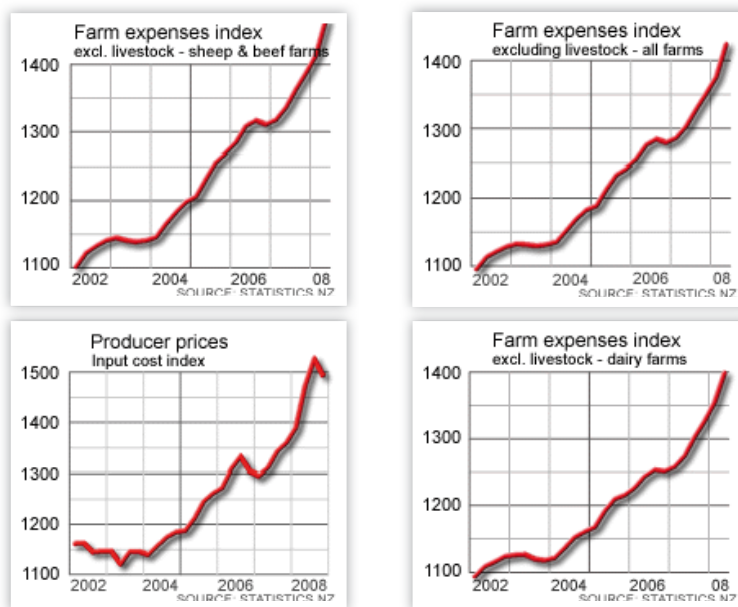 Farm expenses index
excl. livestock - sheep & beef farms
1400
1300
1200
1100
2002 2004 2006 08
SOURCE: STATISTICS NZ
Farm expenses index
excluding livestock - all farms
1400
1300
1200
1100
2002 2004 2006 08
SOURCE: STATISTICS NZ
Producer prices
Input cost index
1500
1400
1300
1200
1100
2002 2004 2006 2008
SOURCE: STATISTICS NZ
Farm expenses index
excl. livestock - dairy farms
1400
1300
1200
1100
2002 2004 2006 08
SOURCE: STATISTICS NZ